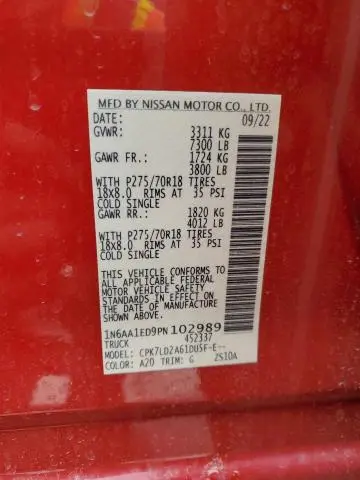 MFD BY NISSAN MOTOR CO., LTD.
DATE: 09/22
GVWR: 3311 KG
7300 LB
GAWR FR.: 1724 KG
3800 LB
WITH P275/70R18 TIRES
18X8.0 RIMS AT 35 PSI
COLD SINGLE
GAWR RR.: 1820 KG
4012 LB
WITH P275/70R18 TIRES
18X8.0 RIMS AT 35 PSI
COLD SINGLE
THIS VEHICLE CONFORMS TO
ALL APPLICABLE FEDERAL
MOTOR VEHICLE SAFETY
STANDARDS IN EFFECT ON
THE DATE OF MANUFACTURE
SHOWN ABOVE
1N6AA1ED9PN102989
TRUCK 452337
MODEL: CPK7LD2A61DU5F-E--
COLOR: A20 TRIM: G ZS10A